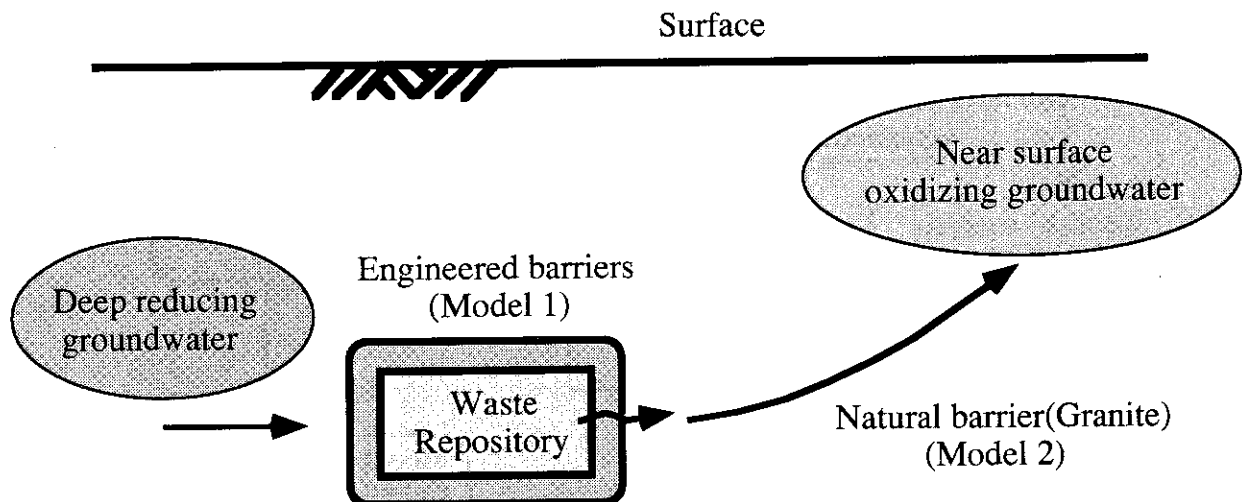 Surface
Near surface
oxidizing groundwater
Engineered barriers
(Model 1)
Deep reducing
groundwater
Waste
Repository
Natural barrier(Granite)
(Model 2)